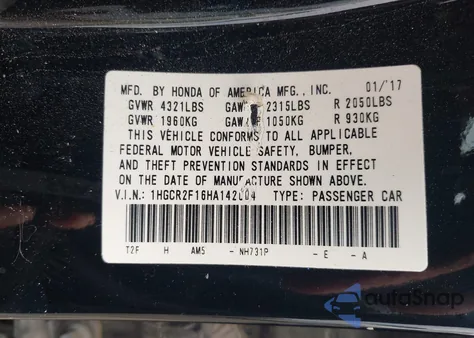 MFD. BY HONDA OF AMERICA MFG., INC. 01/'17
GVWR 4321LBS 2315LBS R 2050LBS
GVWR 1960KG 1050KG R 930KG
THIS VEHICLE CONFORMS TO ALL APPLICABLE
FEDERAL MOTOR VEHICLE SAFETY, BUMPER,
AND THEFT PREVENTION STANDARDS IN EFFECT
ON THE DATE OF MANUFACTURE SHOWN ABOVE.
V.I.N.: TYPE: PASSENGER CAR
T2F H AM5 - NH731P - E - A
autoSnap